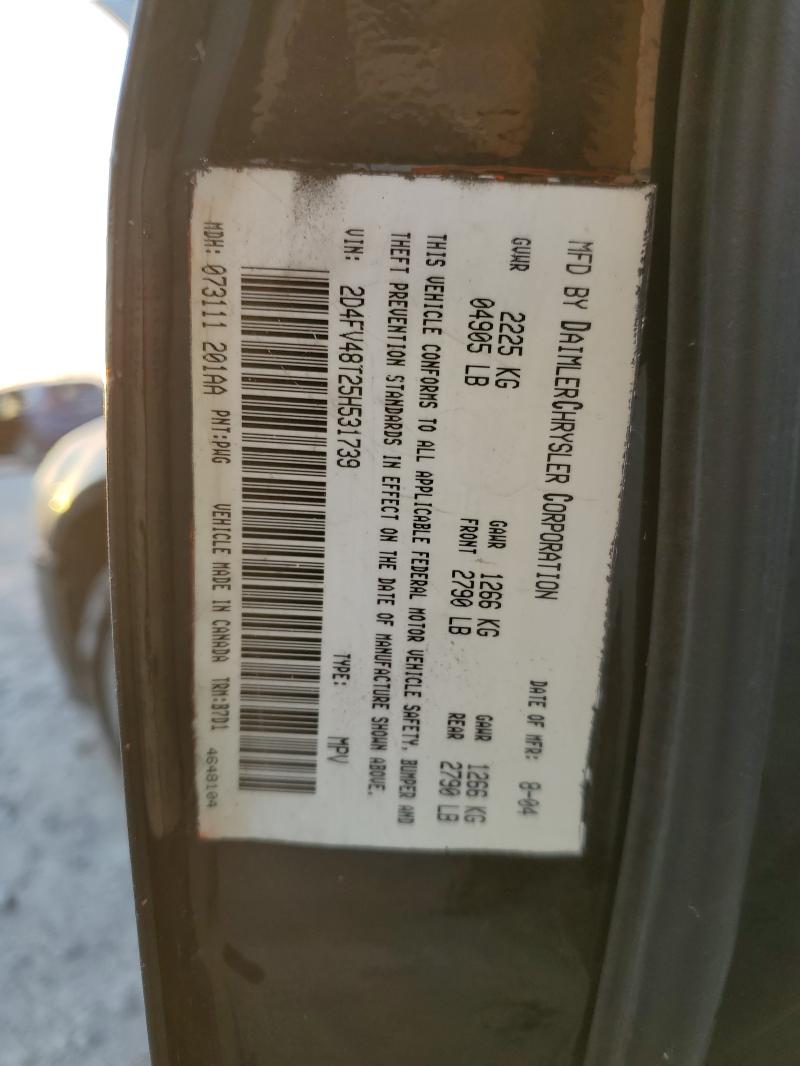 MFD BY DAIMLERCHRYSLER CORPORATION DATE OF MFR: 8-04
GVWR 2225 KG GAWR 1266 KG GAWR 1266 KG
04905 LB FRONT 2790 LB REAR 2790 LB
THIS VEHICLE CONFORMS TO ALL APPLICABLE FEDERAL MOTOR VEHICLE SAFETY, BUMPER AND
THEFT PREVENTION STANDARDS IN EFFECT ON THE DATE OF MANUFACTURE SHOWN ABOVE.
VIN: 2D4FV48T25H531739 TYPE: MPV
MDH: 073111 201AA PNT:PWG VEHICLE MADE IN CANADA TRM:B7D1 4648104